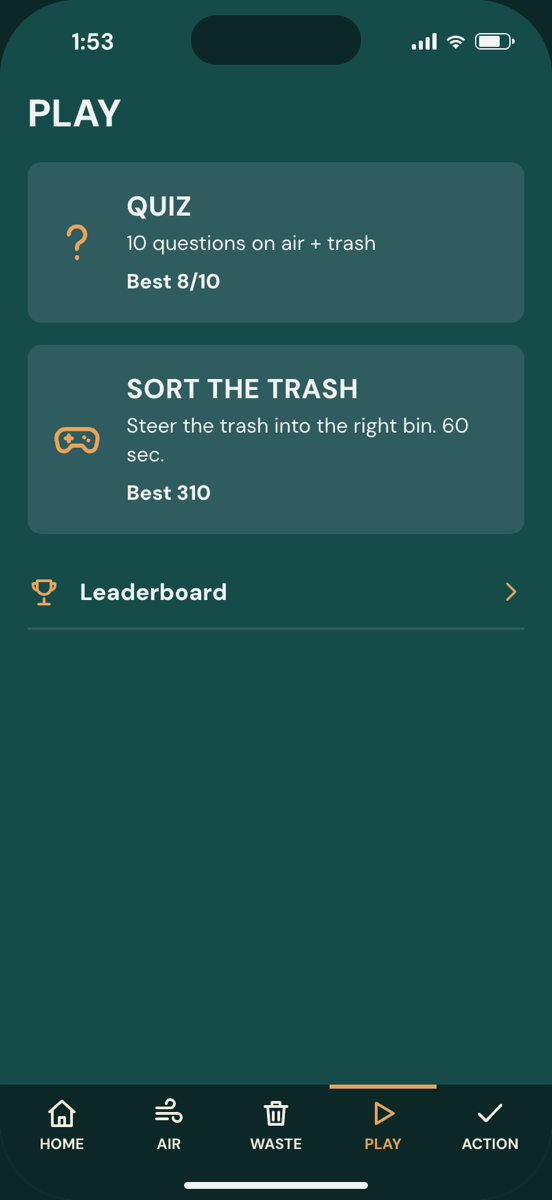 1:53
PLAY
QUIZ
10 questions on air + trash
Best 8/10
SORT THE TRASH
Steer the trash into the right bin. 60
sec.
Best 310
Leaderboard
HOME
AIR
WASTE
PLAY
ACTION